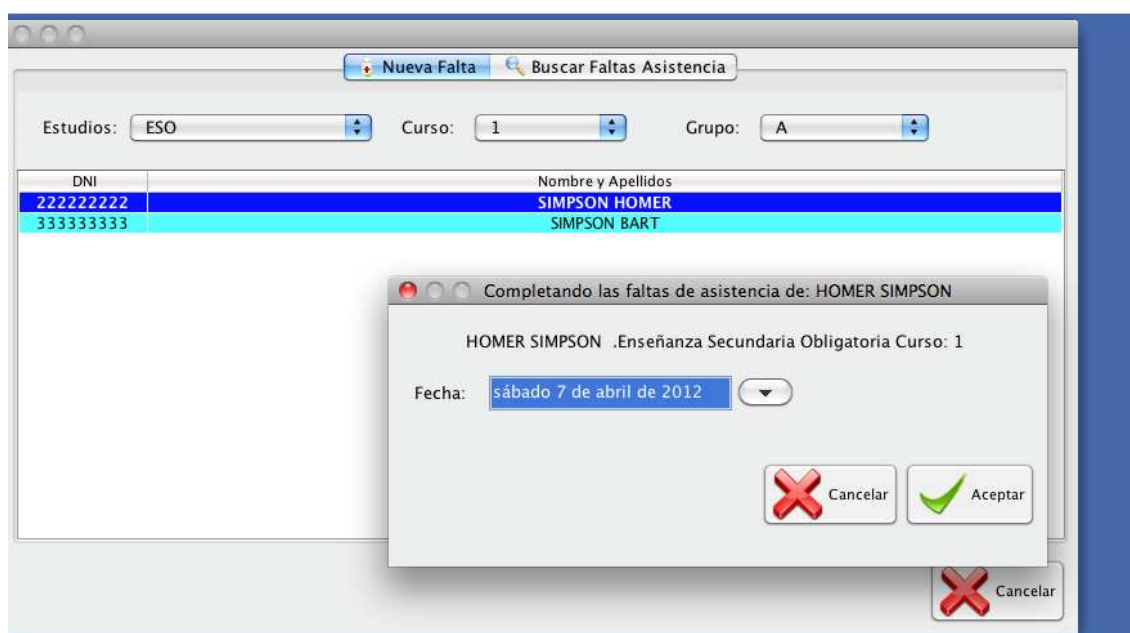 Nueva Falta Buscar Faltas Asistencia
Estudios: ESO Curso: 1 Grupo: A
DNI Nombre y Apellidos
222222222 SIMPSON HOMER
333333333 SIMPSON BART
Completando las faltas de asistencia de: HOMER SIMPSON
HOMER SIMPSON .Enseñanza Secundaria Obligatoria Curso: 1
Fecha: sábado 7 de abril de 2012
Cancelar Aceptar
Cancelar